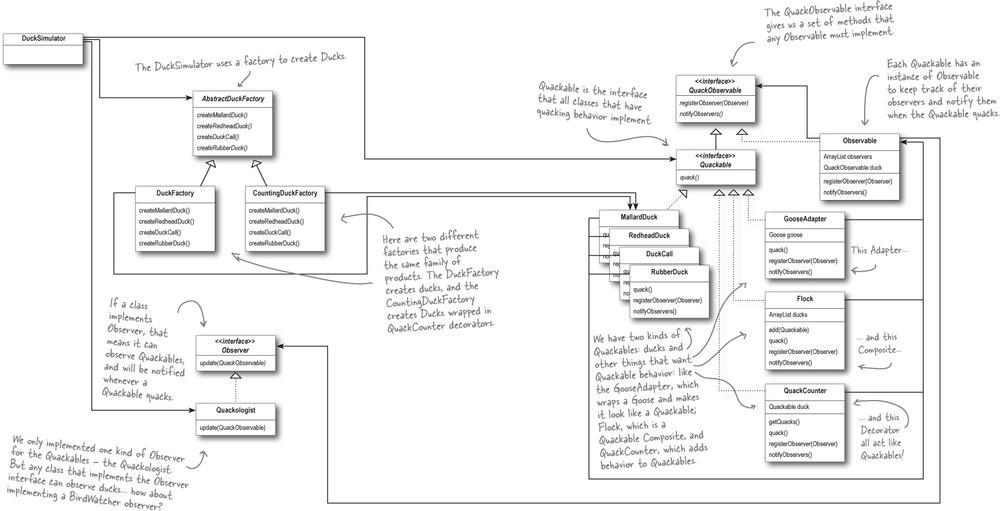 The QuackObservable interface
gives us a set of methods that
any Observable must implement.
DuckSimulator
The DuckSimulator uses a factory to create Ducks.
AbstractDuckFactory
createMallardDuck()
createRedheadDuck()
createDuckCall()
createRubberDuck()
Quackable is the interface
that all classes that have
quacking behavior implement.
<<interface>>
QuackObservable
registerObserver(Observer)
notifyObservers()
Each Quackable has an
instance of Observable
to keep track of their
observers and notify them
when the Quackable quacks.
<<interface>>
Quackable
quack()
Observable
ArrayList observers
QuackObservable duck
registerObserver(Observer)
notifyObservers()
DuckFactory
createMallardDuck()
createRedheadDuck()
createDuckCall()
createRubberDuck()
CountingDuckFactory
createMallardDuck()
createRedheadDuck()
createDuckCall()
createRubberDuck()
Here are two different
factories that produce
the same family of
products. The DuckFactory
creates ducks, and the
CountingDuckFactory
creates Ducks wrapped in
QuackCounter decorators.
MallardDuck
RedheadDuck
DuckCall
RubberDuck
quack()
registerObserver(Observer)
notifyObservers()
GooseAdapter
Goose goose
quack()
registerObserver(Observer)
notifyObservers()
This Adapter...
Flock
ArrayList ducks
add(Quackable)
quack()
registerObserver(Observer)
notifyObservers()
... and this
Composite...
QuackCounter
Quackable duck
getQuacks()
quack()
registerObserver(Observer)
notifyObservers()
... and this
Decorator
all act like
Quackables!
We have two kinds of
Quackables: ducks and
other things that want
Quackable behavior: like
the GooseAdapter, which
wraps a Goose and makes
it look like a Quackable;
Flock, which is a
Quackable Composite, and
QuackCounter, which adds
behavior to Quackables.
If a class
implements
Observer, that
means it can
observe Quackables,
and will be notified
whenever a
Quackable quacks.
<<interface>>
Observer
update(QuackObservable)
Quackologist
update(QuackObservable)
We only implemented one kind of Observer
for the Quackables – the Quackologist.
But any class that implements the Observer
interface can observe ducks... how about
implementing a BirdWatcher observer?